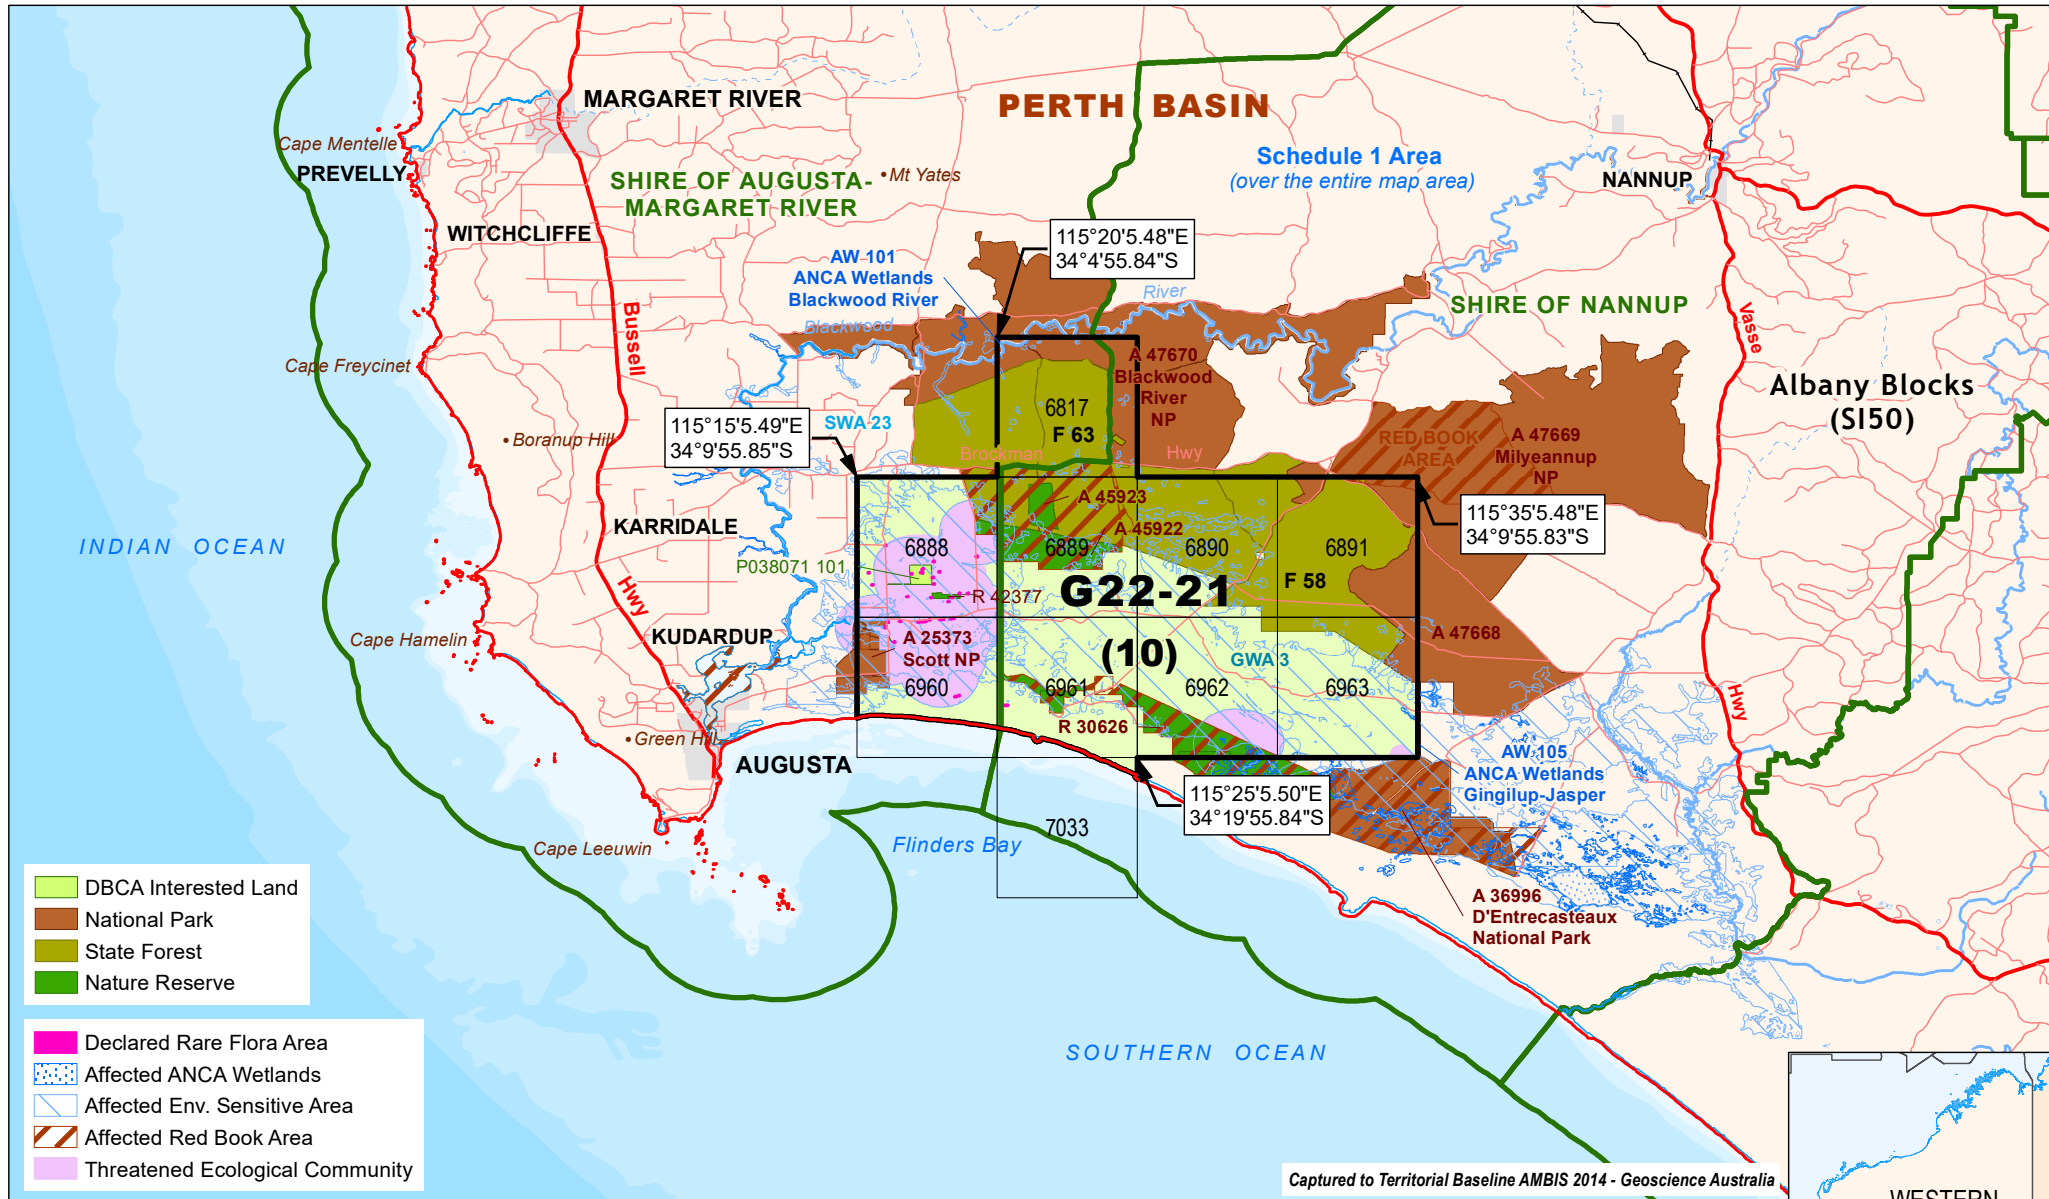 MARGARET RIVER
PERTH BASIN
Cape Mentelle
PREVELLY
SHIRE OF AUGUSTA-
MARGARET RIVER
Mt Yates
Schedule 1 Area
(over the entire map area)
NANNUP
WITCHCLIFFE
115°20'5.48"E
34°4'55.84"S
AW 101
ANCA Wetlands
Blackwood River
River
Blackwood
SHIRE OF NANNUP
Bussell
Vasse
Cape Freycinet
A 47670
Blackwood
River
NP
Albany Blocks
(SI50)
115°15'5.49"E
34°9'55.85"S
SWA 23
6817
F 63
Boranup Hill
Brockman
Hwy
RED BOOK
AREA
A 47669
Milyeannup
NP
A 45923
115°35'5.48"E
34°9'55.83"S
KARRIDALE
A 45922
INDIAN OCEAN
6888
6889
6890
6891
P038071 101
G22-21
F 58
R 42377
Hwy
Cape Hamelin
KUDARDUP
A 25373
Scott NP
(10)
GWA 3
A 47668
6960
6961
6962
6963
Hwy
R 30626
Green Hill
AUGUSTA
AW 105
ANCA Wetlands
Gingilup-Jasper
115°25'5.50"E
34°19'55.84"S
7033
Flinders Bay
Cape Leeuwin
A 36996
D'Entrecasteaux
National Park
DBCA Interested Land
National Park
State Forest
Nature Reserve
Declared Rare Flora Area
Affected ANCA Wetlands
Affected Env. Sensitive Area
Affected Red Book Area
Threatened Ecological Community
SOUTHERN OCEAN
Captured to Territorial Baseline AMBIS 2014 - Geoscience Australia
WESTERN